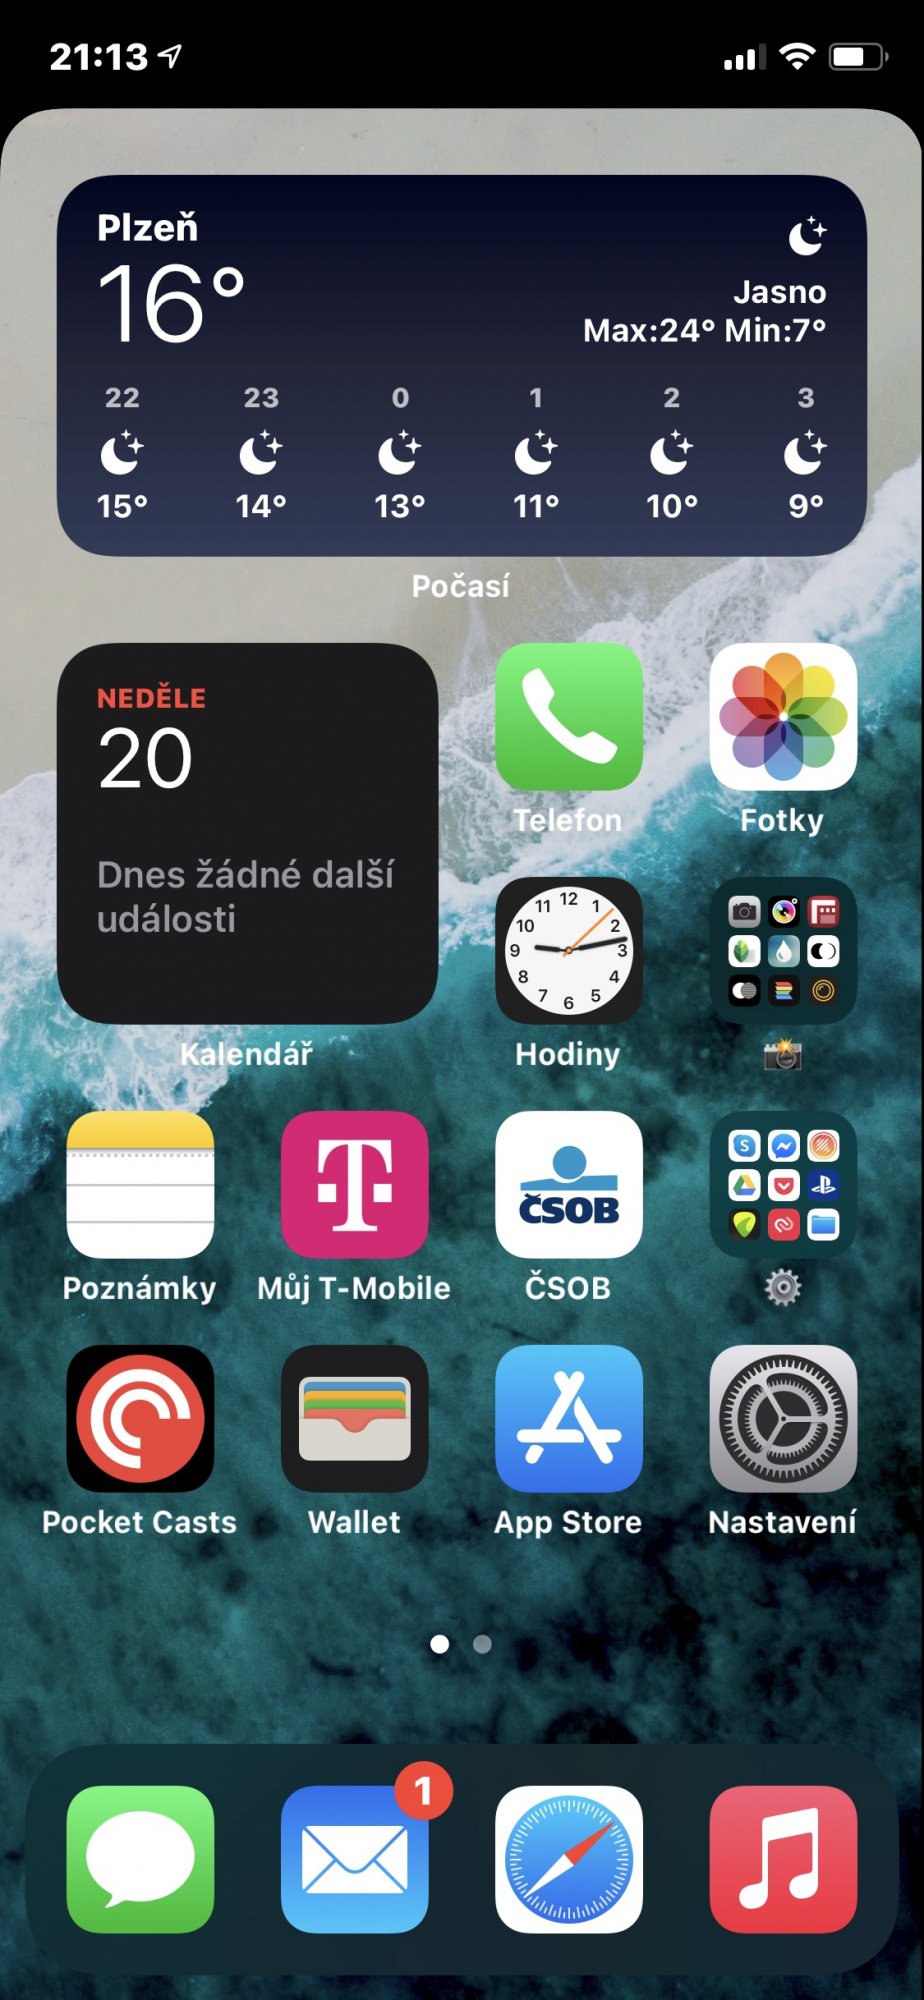 21:13
Plzeň
16°
Jasno
Max:24° Min:7°
22 23 0 1 2 3
15° 14° 13° 11° 10° 9°
Počasí
NEDĚLE
20
Dnes žádné další
události
Kalendář
Telefon
Fotky
12 1 2 3 4 5 6 7 8 9 10 11
Hodiny
T
ČSOB
S
Poznámky
Můj T-Mobile
ČSOB
Pocket Casts
Wallet
App Store
Nastavení
1